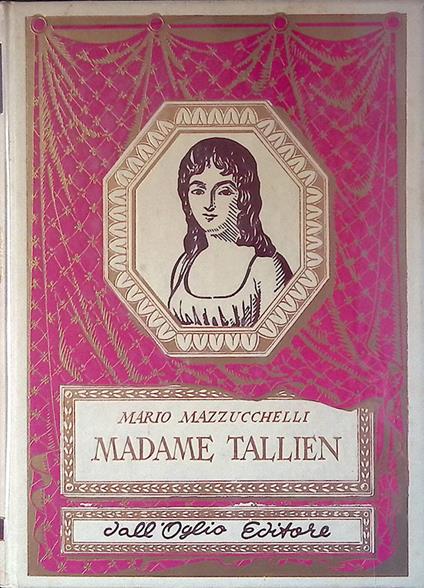 MARIO MAZZUCCHELLI
MADAME TALLIEN
dall'Oglio Editore